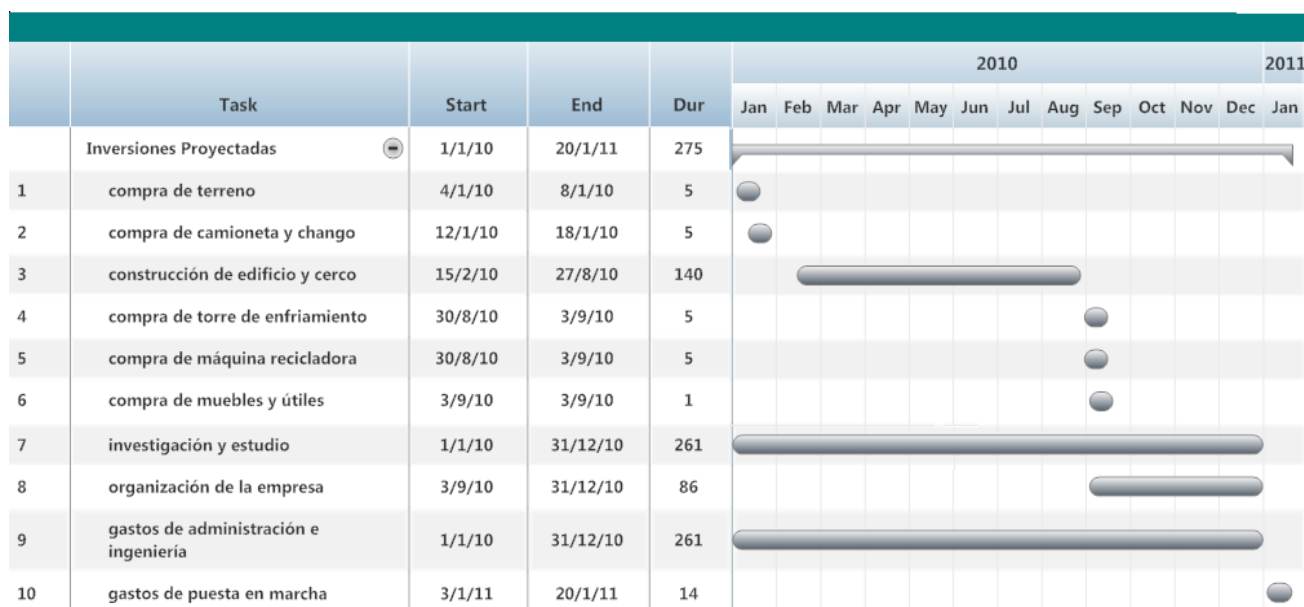 2010 2011
Task Start End Dur Jan Feb Mar Apr May Jun Jul Aug Sep Oct Nov Dec Jan
Inversiones Proyectadas 1/1/10 20/1/11 275
1 compra de terreno 4/1/10 8/1/10 5
2 compra de camioneta y chango 12/1/10 18/1/10 5
3 construcción de edificio y cerco 15/2/10 27/8/10 140
4 compra de torre de enfriamiento 30/8/10 3/9/10 5
5 compra de máquina recicladora 30/8/10 3/9/10 5
6 compra de muebles y útiles 3/9/10 3/9/10 1
7 investigación y estudio 1/1/10 31/12/10 261
8 organización de la empresa 3/9/10 31/12/10 86
9 gastos de administración e
ingeniería 1/1/10 31/12/10 261
10 gastos de puesta en marcha 3/1/11 20/1/11 14